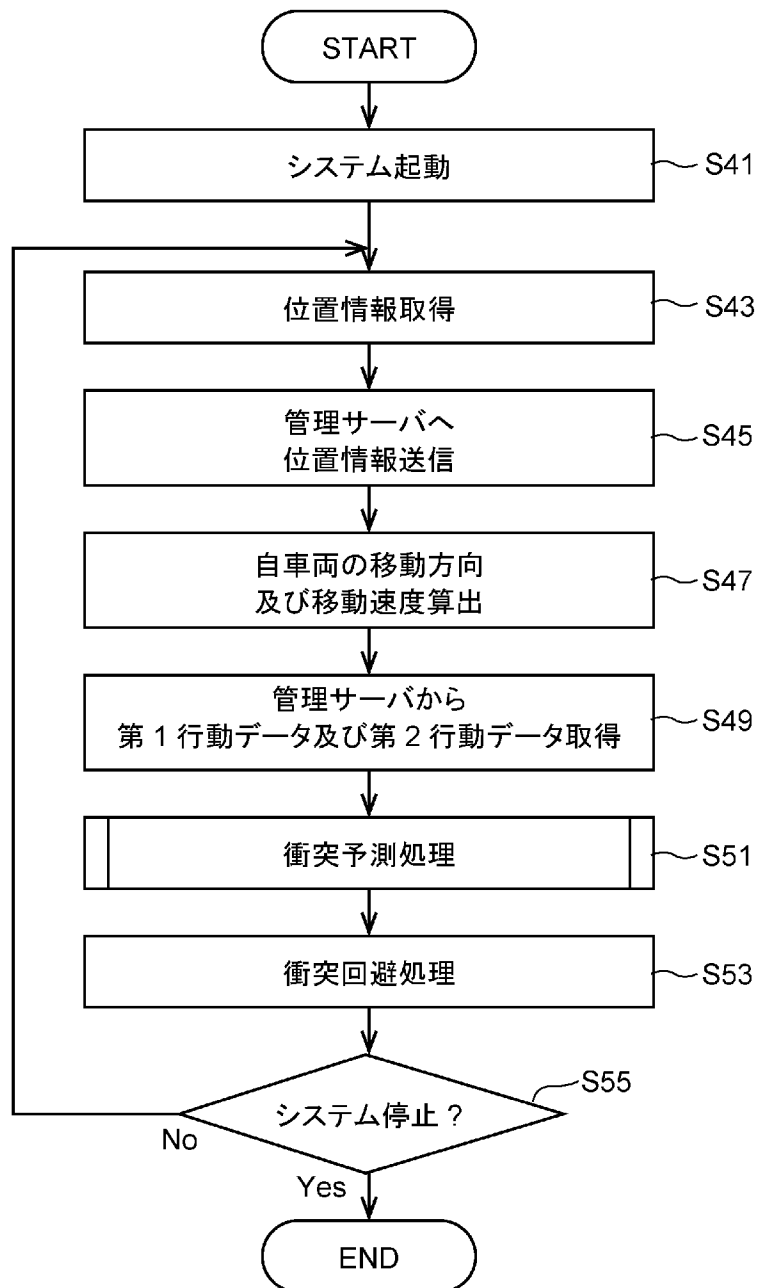 START
システム起動
S41
位置情報取得
S43
管理サーバへ
位置情報送信
S45
自車両の移動方向
及び移動速度算出
S47
管理サーバから
第1行動データ及び第2行動データ取得
S49
衝突予測処理
S51
衝突回避処理
S53
システム停止?
S55
No
Yes
END